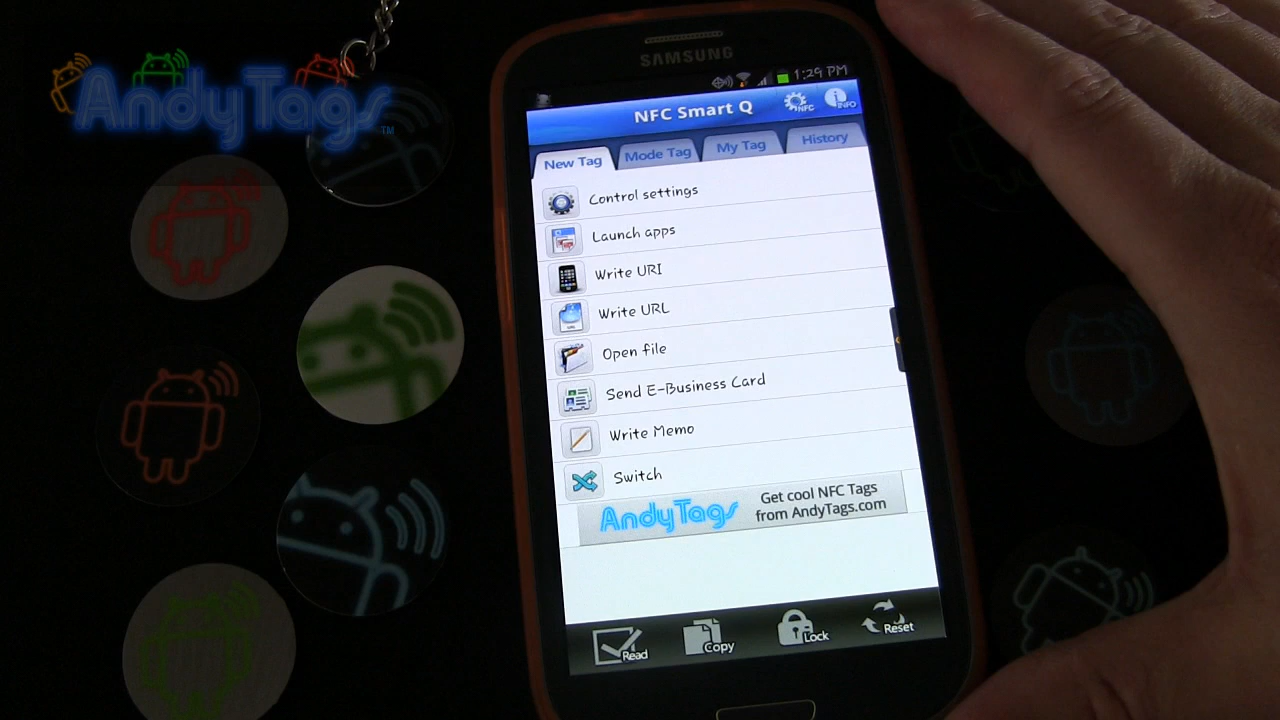 AndyTags™
SAMSUNG
1:29 PM
NFC Smart Q
NFC
INFO
New Tag
Mode Tag
My Tag
History
Control settings
Launch apps
Write URI
Write URL
Open file
Send E-Business Card
Write Memo
Switch
AndyTags
Get cool NFC Tags
from AndyTags.com
Read
Copy
Lock
Reset